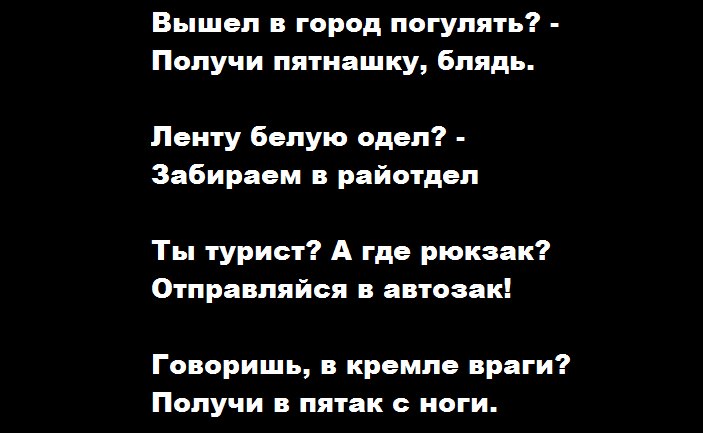 Вышел в город погулять? -
Получи пятнашку, блядь.
Ленту белую одел? -
Забираем в райотдел
Ты турист? А где рюкзак?
Отправляйся в автозак!
Говоришь, в кремле враги?
Получи в пятак с ноги.